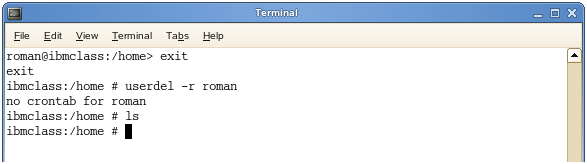 Terminal
File Edit View Terminal Tabs Help
roman@ibmclass:/home> exit
exit
ibmclass:/home # userdel -r roman
no crontab for roman
ibmclass:/home # ls
ibmclass:/home #